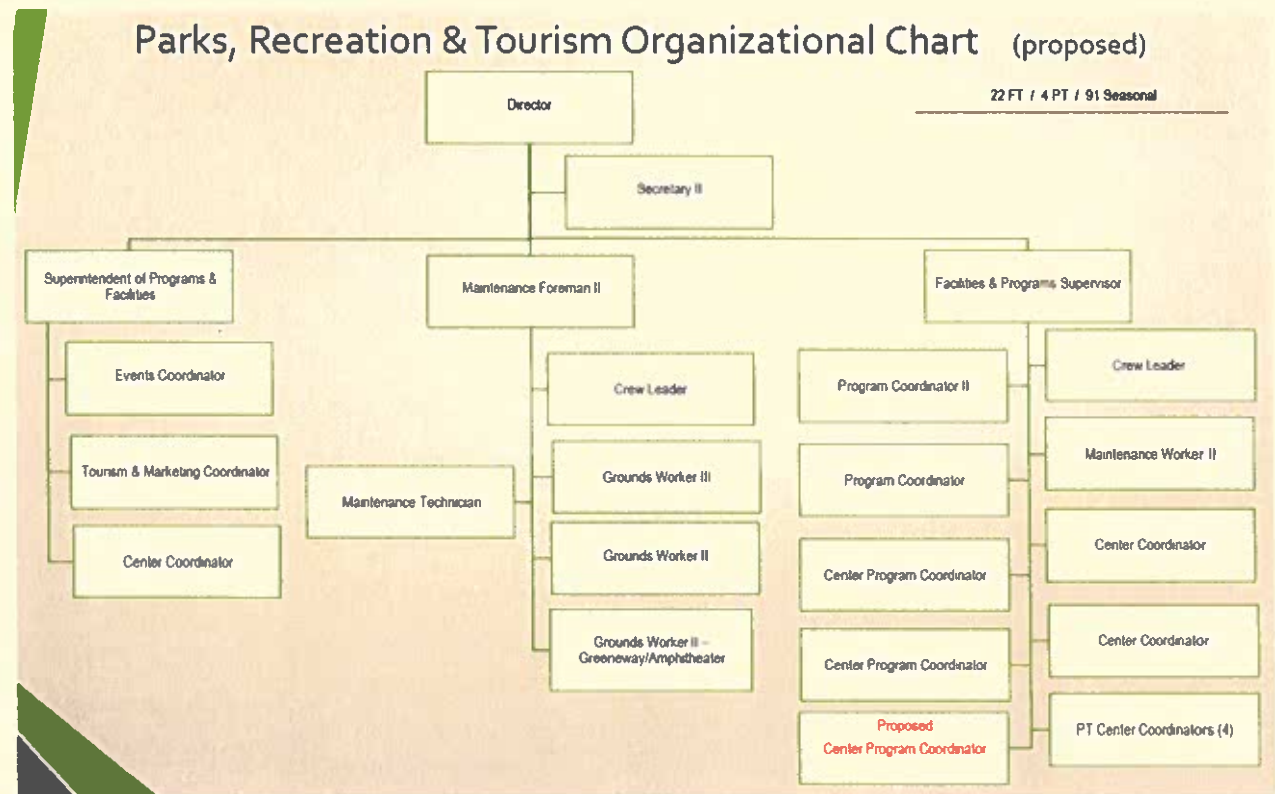 Parks, Recreation & Tourism Organizational Chart (proposed)
22 FT / 4 PT / 91 Seasonal
Director
Secretary II
Superintendent of Programs &
Facilities
Maintenance Foreman II
Facilities & Programs Supervisor
Events Coordinator
Tourism & Marketing Coordinator
Center Coordinator
Crew Leader
Grounds Worker III
Maintenance Technician
Grounds Worker II
Grounds Worker II –
Greeneway/Amphitheater
Program Coordinator II
Program Coordinator
Center Program Coordinator
Center Program Coordinator
Proposed
Center Program Coordinator
Crew Leader
Maintenance Worker II
Center Coordinator
Center Coordinator
PT Center Coordinators (4)